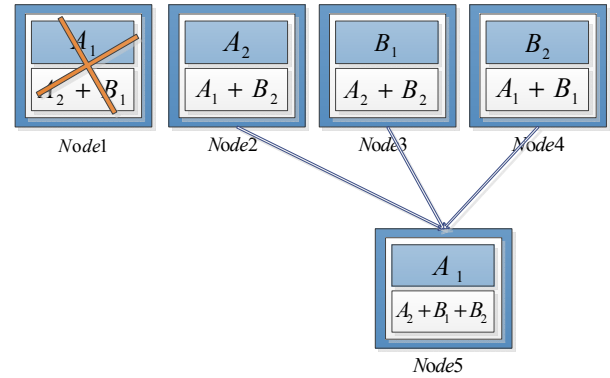 A₁ A₂ B₁ B₂
A₂ + B₁ A₁ + B₂ A₂ + B₂ A₁ + B₁
Node1 Node2 Node3 Node4
A₁
A₂ + B₁ + B₂
Node5